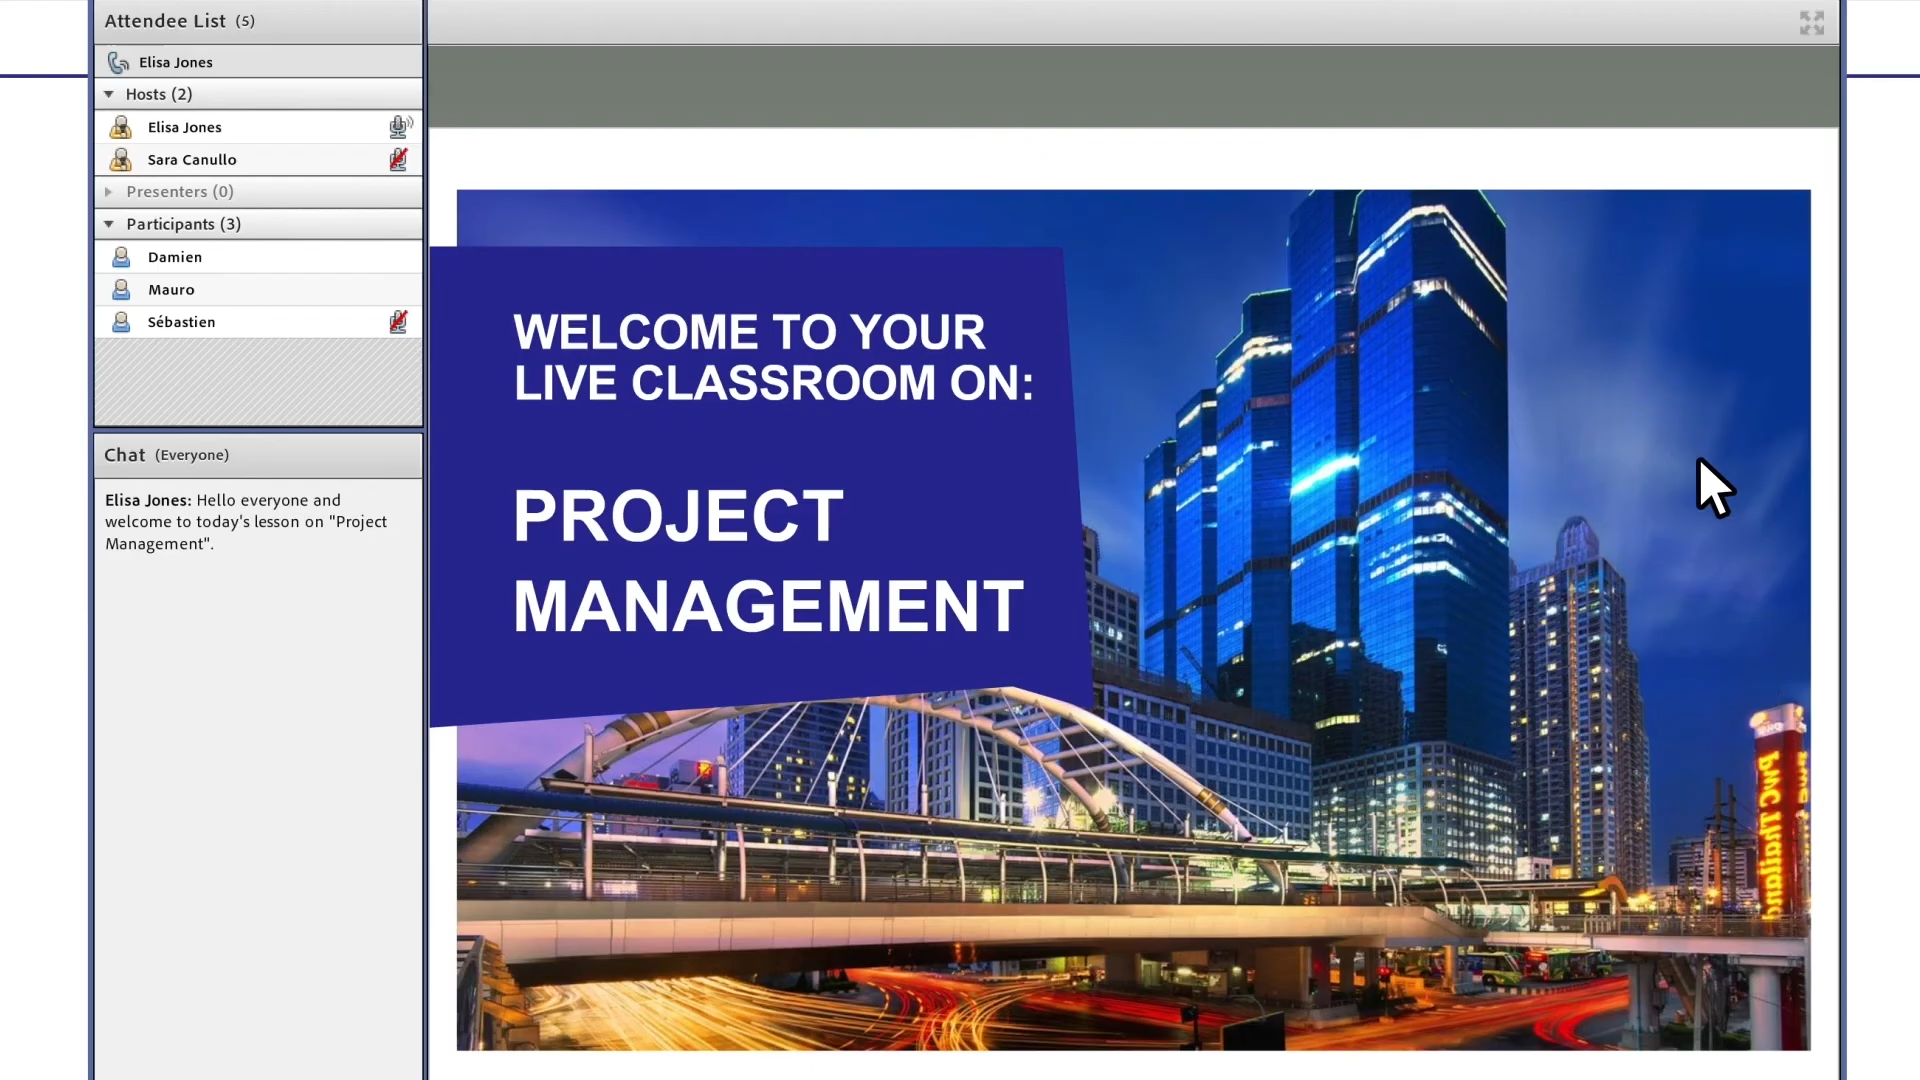 Attendee List (5)
Elisa Jones
Hosts (2)
Elisa Jones
Sara Canullo
Presenters (0)
Participants (3)
Damien
Mauro
Sébastien
Chat (Everyone)
Elisa Jones: Hello everyone and
welcome to today's lesson on "Project
Management".
WELCOME TO YOUR
LIVE CLASSROOM ON:
PROJECT
MANAGEMENT
PWC Thailand